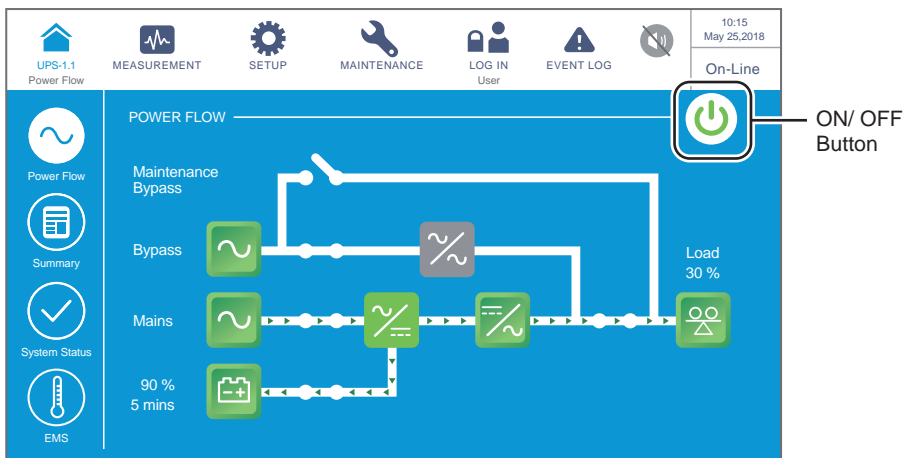 UPS-1.1
Power Flow
MEASUREMENT
SETUP
MAINTENANCE
LOG IN
User
EVENT LOG
10:15
May 25,2018
On-Line
ON/ OFF
Button
Power Flow
Summary
System Status
EMS
POWER FLOW
Maintenance
Bypass
Bypass
Load
30 %
Mains
90 %
5 mins